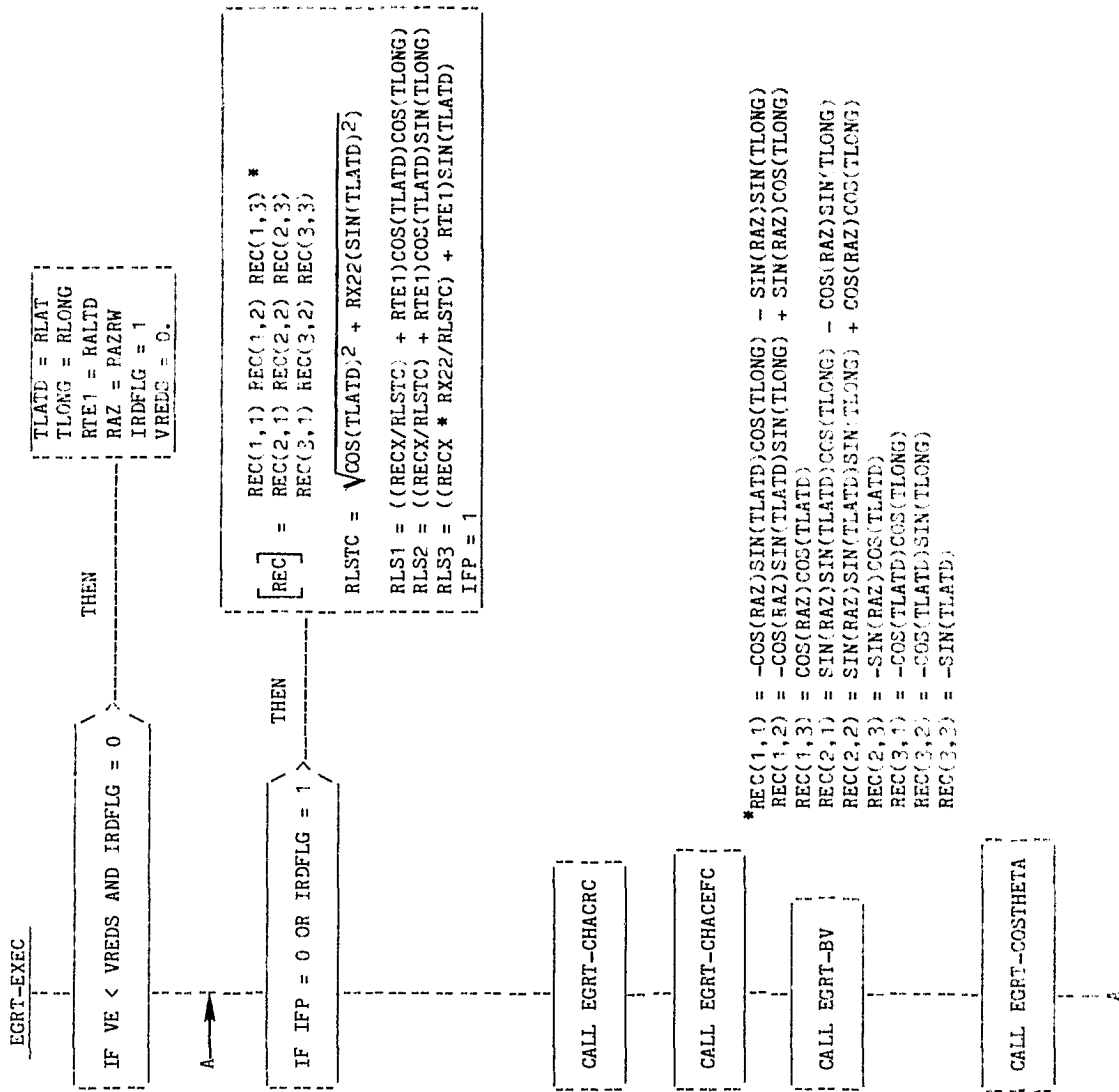 EGRT-EXEC
IF VE < VREDS AND IRDFLG = 0
THEN
TLATD = RLAT
TLONG = RLONG
RTE1 = RALTD
RAZ = PAZRW
IRDFLG = 1
VREDS = 0.
A
IF IFP = 0 OR IRDFLG = 1
THEN
[REC] = REC(1,1) REC(1,2) REC(1,3) *
REC(2,1) REC(2,2) REC(2,3)
REC(3,1) REC(3,2) REC(3,3)
RLSTC = √COS(TLATD)² + RX22(SIN(TLATD)²)
RLS1 = ((RECX/RLSTC) + RTE1)COS(TLATD)COS(TLONG)
RLS2 = ((RECX/RLSTC) + RTE1)COS(TLATD)SIN(TLONG)
RLS3 = ((RECX * RX22/RLSTC) + RTE1)SIN(TLATD)
IFP = 1
CALL EGRT-CHACRC
CALL EGRT-CHACEFC
CALL EGRT-BV
CALL EGRT-COSTHETA
*REC(1,1) = -COS(RAZ)SIN(TLATD)COS(TLONG) - SIN(RAZ)SIN(TLONG)
REC(1,2) = -COS(RAZ)SIN(TLATD)SIN(TLONG) + SIN(RAZ)COS(TLONG)
REC(1,3) = COS(RAZ)COS(TLATD)
REC(2,1) = SIN(RAZ)SIN(TLATD)COS(TLONG) - COS(RAZ)SIN(TLONG)
REC(2,2) = SIN(RAZ)SIN(TLATD)SIN(TLONG) + COS(RAZ)COS(TLONG)
REC(2,3) = -SIN(RAZ)COS(TLATD)
REC(3,1) = -COS(TLATD)COS(TLONG)
REC(3,2) = -COS(TLATD)SIN(TLONG)
REC(3,3) = -SIN(TLATD)